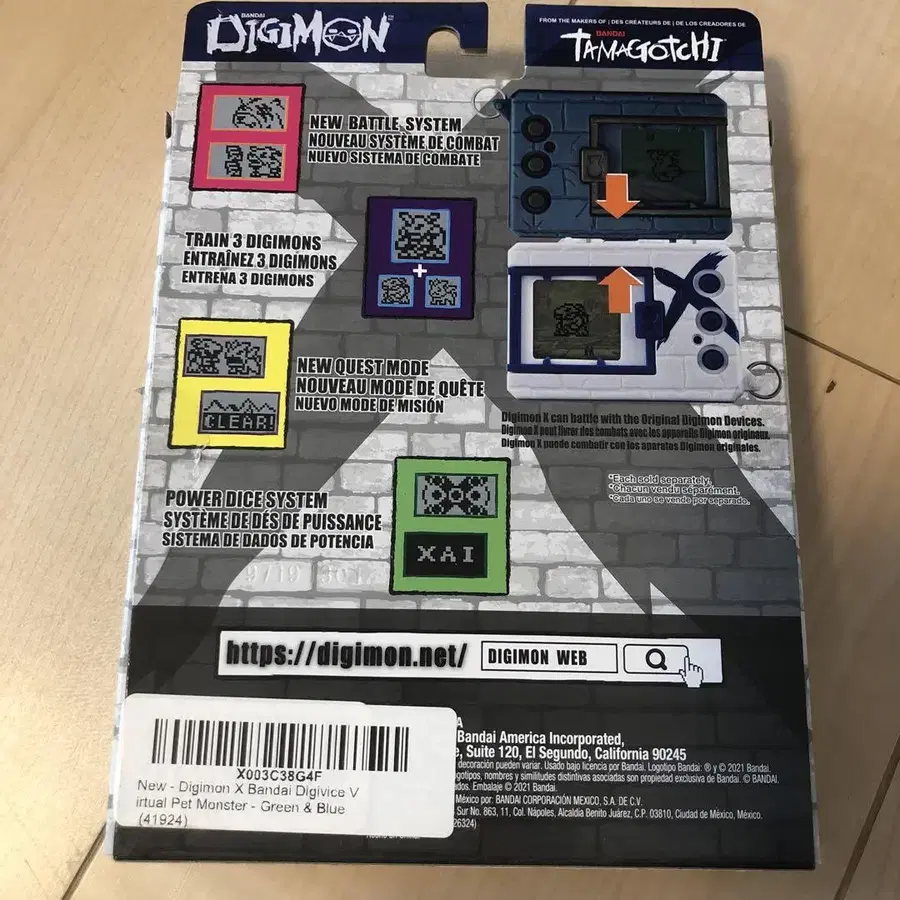 BANDAI
DIGIMON
FROM THE MAKERS OF | DES CRÉATEURS DE | DE LOS CREADORES DE
BANDAI
TAMAGOTCHI
NEW BATTLE SYSTEM
NOUVEAU SYSTÈME DE COMBAT
NUEVO SISTEMA DE COMBATE
TRAIN 3 DIGIMONS
ENTRAÎNEZ 3 DIGIMONS
ENTRENA 3 DIGIMONS
+
NEW QUEST MODE
NOUVEAU MODE DE QUÊTE
NUEVO MODE DE MISIÓN
CLEAR!
Digimon X can battle with the Original Digimon Devices.
Digimon X peut livrer des combats avec les appareils Digimon originaux.
Digimon X puede combatir con los aparatos Digimon originales.
*Each sold separately.
*Chacun vendu séparément.
*Cada uno se vende por separado.
POWER DICE SYSTEM
SYSTÈME DE DÉS DE PUISSANCE
SISTEMA DE DADOS DE POTENCIA
XAI
https://digimon.net/
DIGIMON WEB
Bandai America Incorporated,
Suite 120, El Segundo, California 90245
decoración pueden variar. Usado bajo licencia por Bandai. Logotipo Bandai: ® y © 2021 Bandai.
logotipos, nombres y similitudes distintivas asociadas son propiedad exclusiva de Bandai. © BANDAI.
Embalaje © 2021 Bandai.
México por: BANDAI CORPORACIÓN MEXICO, S.A. DE C.V.
Sur No. 863, 11, Col. Nápoles, Alcaldía Benito Juárez, C.P. 03810, Ciudad de México, México.
26324)
X003C38G4F
New - Digimon X Bandai Digivice V
irtual Pet Monster - Green & Blue
(41924)